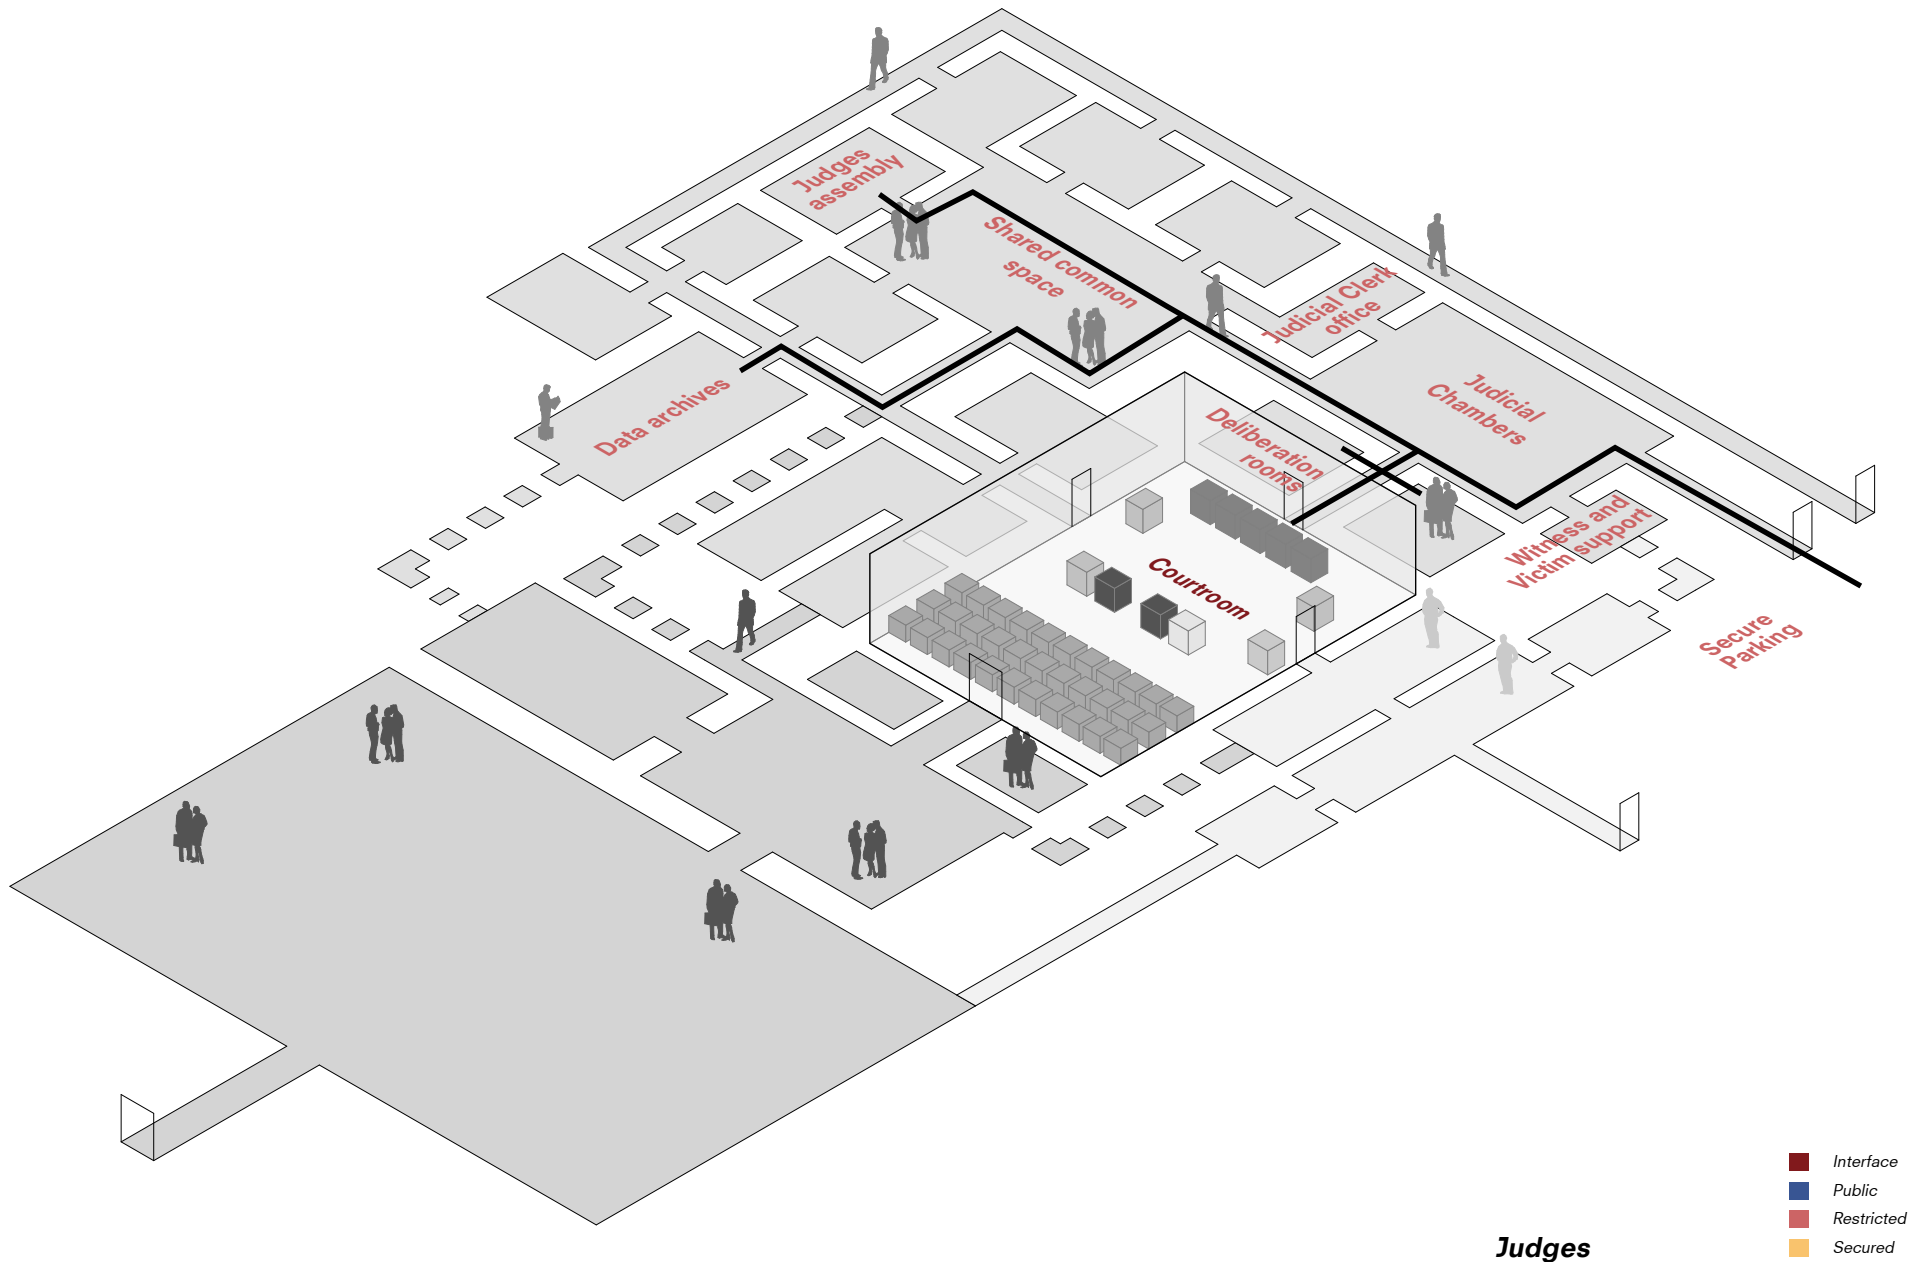 Judges
assembly
Shared common
space
Judicial Clerk
office
Data archives
Judicial
Chambers
Deliberation
rooms
Witness and
Victim support
Courtroom
Secure
Parking
Interface
Public
Restricted
Secured
Judges